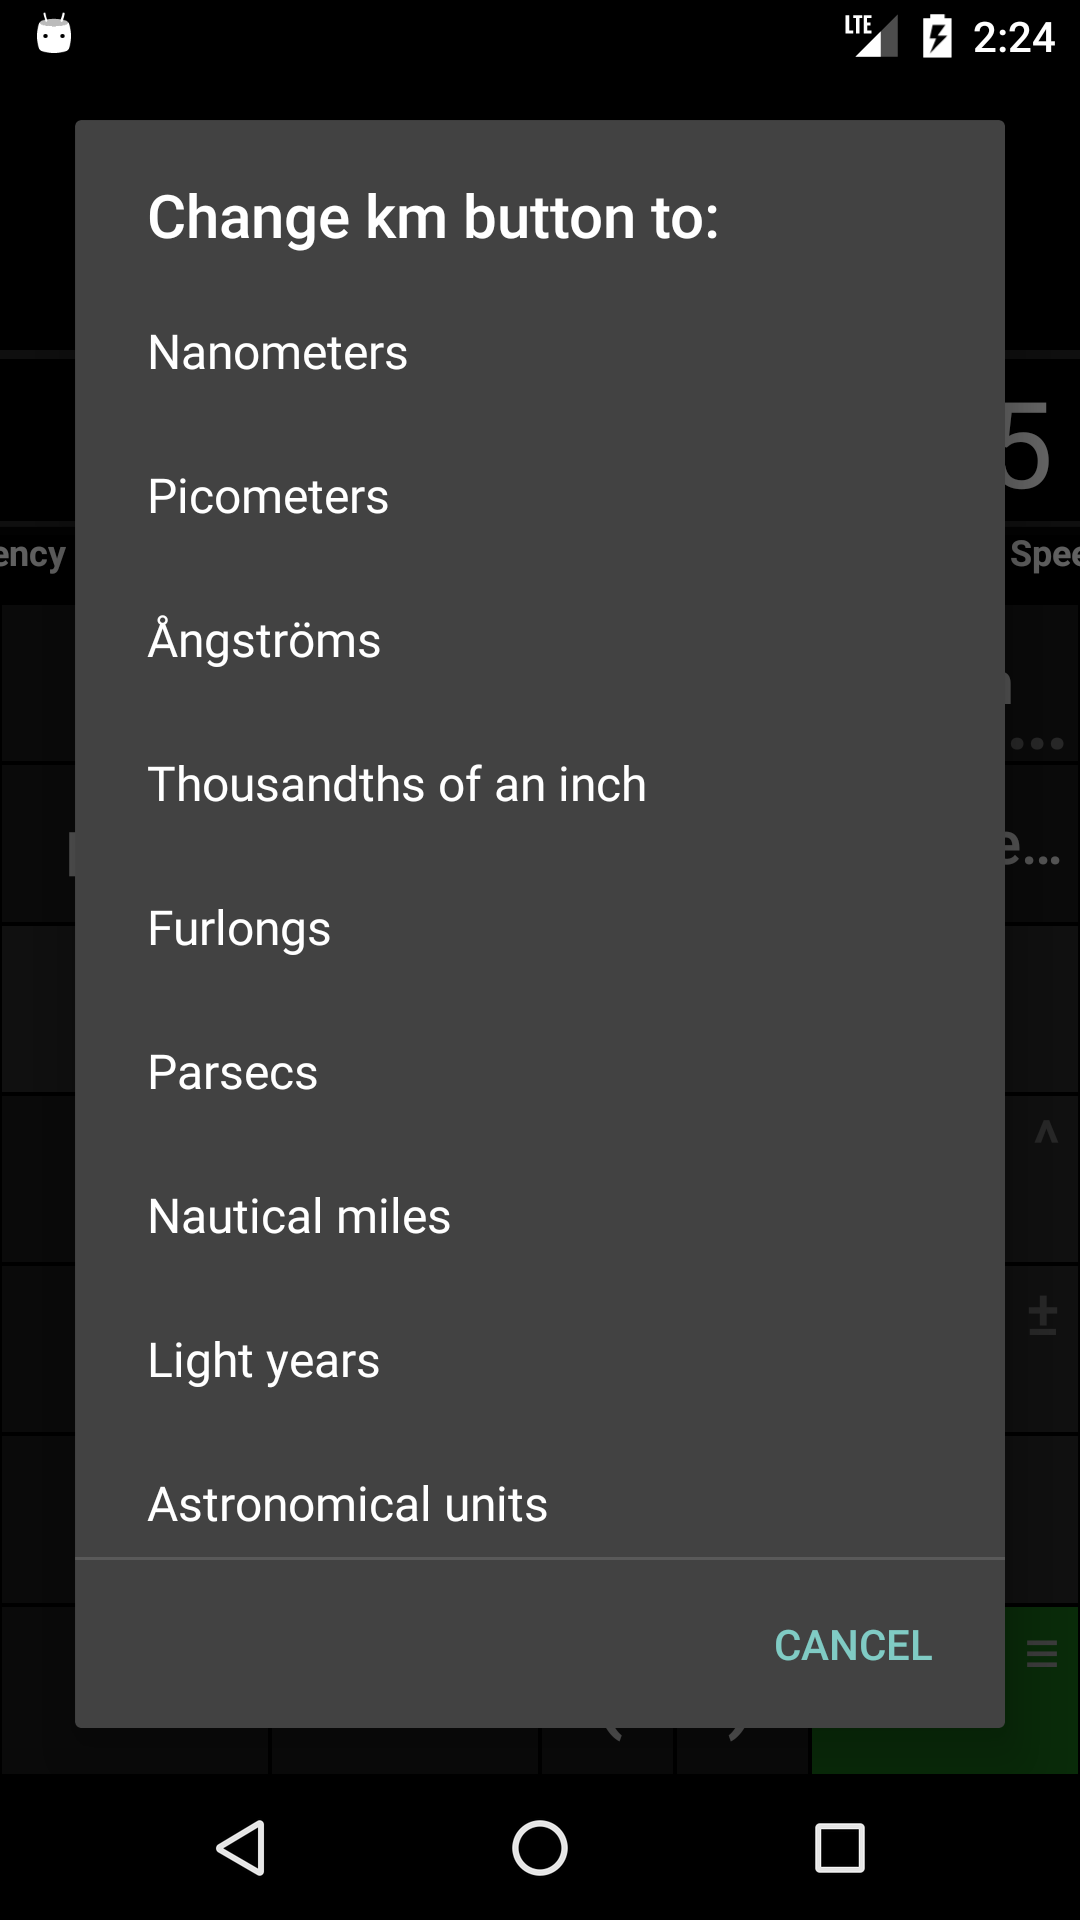 LTE 2:24
Change km button to:
Nanometers
5
Picometers
ency
Ångströms
Thousandths of an inch
e...
Furlongs
Parsecs
^
Nautical miles
±
Light years
Astronomical units
CANCEL
( )